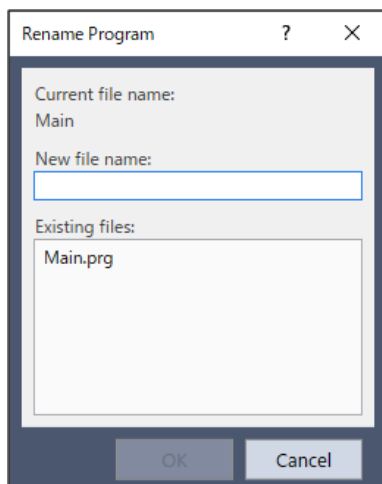 Rename Program ?
Current file name:
Main
New file name:
Existing files:
Main.prg
OK Cancel